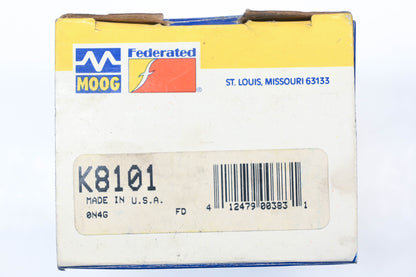 MOOG
Federated
ST. LOUIS, MISSOURI 63133
K8101
MADE IN U.S.A.
0N4G FD
4 12479 00383 1